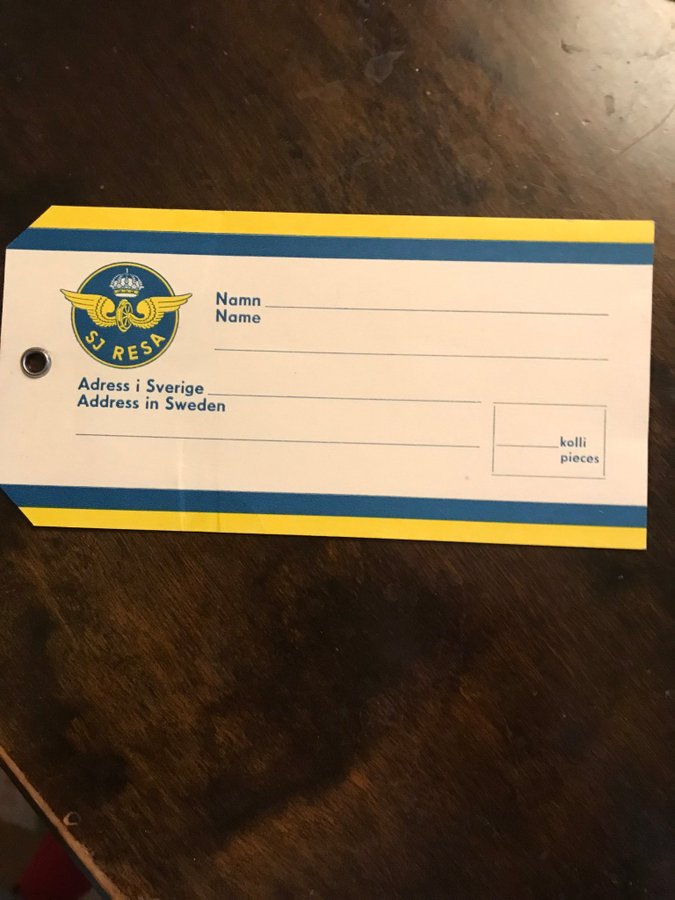 SJ RESA
Namn
Name
Adress i Sverige
Address in Sweden
kolli
pieces